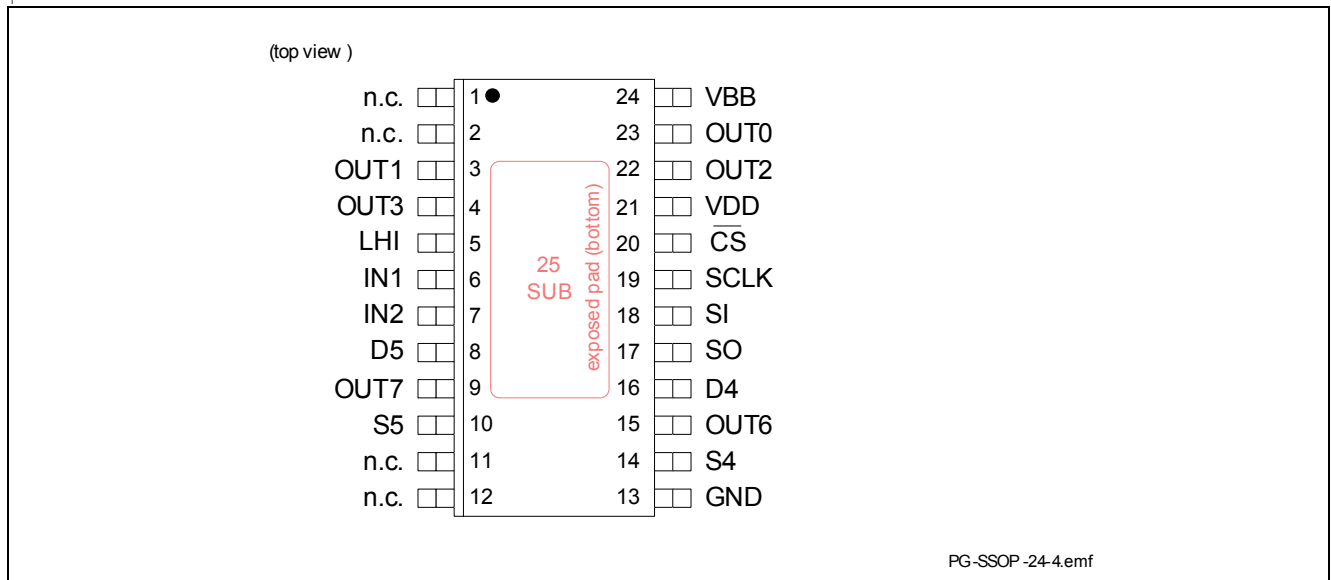 (top view )
n.c. 1 24 VBB
n.c. 2 23 OUT0
OUT1 3 22 OUT2
OUT3 4 21 VDD
LHI 5 20 CS
IN1 6 19 SCLK
IN2 7 18 SI
D5 8 17 SO
OUT7 9 16 D4
S5 10 15 OUT6
n.c. 11 14 S4
n.c. 12 13 GND
25
SUB
exposed pad (bottom)
PG-SSOP -24-4.emf